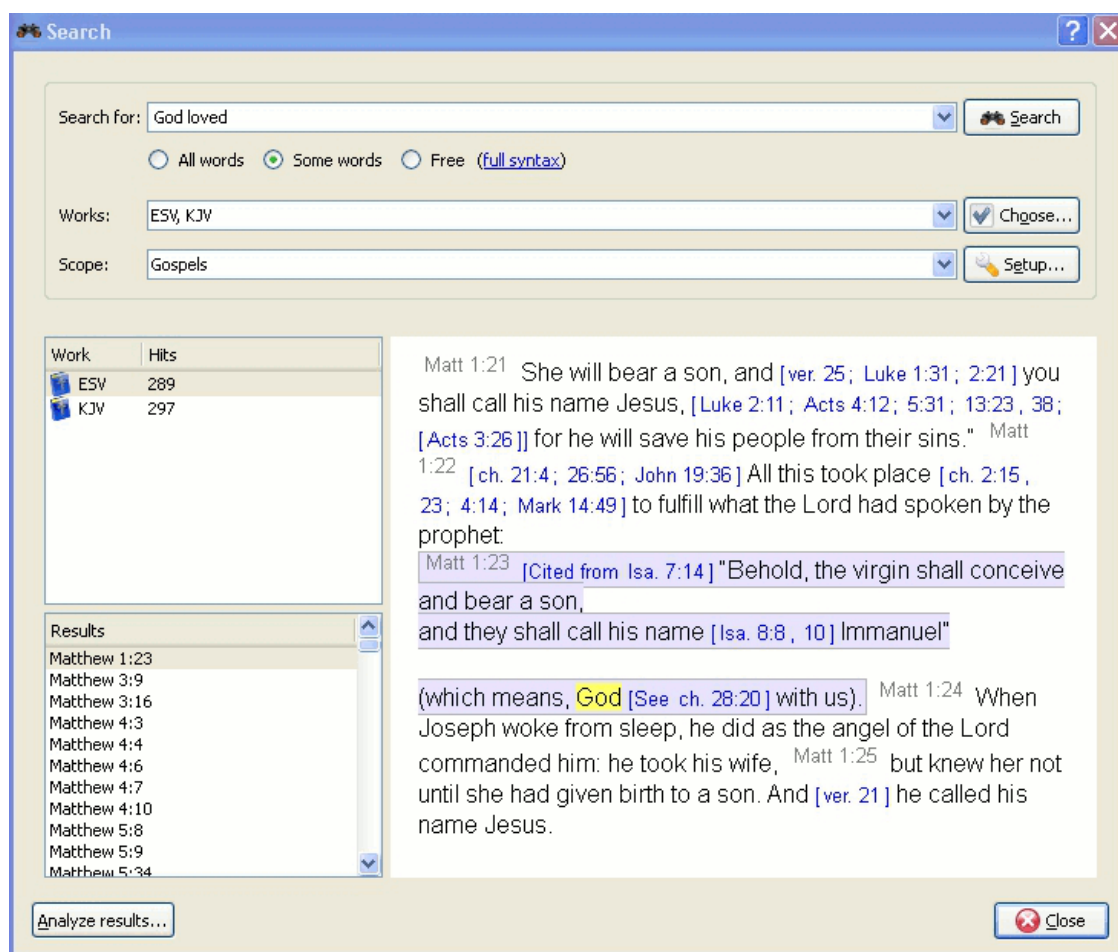 Search
Search for: God loved Search
All words Some words Free (full syntax)
Works: ESV, KJV Choose...
Scope: Gospels Setup...
Work Hits
ESV 289
KJV 297
Results
Matthew 1:23
Matthew 3:9
Matthew 3:16
Matthew 4:3
Matthew 4:4
Matthew 4:6
Matthew 4:7
Matthew 4:10
Matthew 5:8
Matthew 5:9
Matthew 5:34
Matt 1:21 She will bear a son, and [ver. 25; Luke 1:31; 2:21] you
shall call his name Jesus, [Luke 2:11; Acts 4:12; 5:31; 13:23, 38;
[Acts 3:26]] for he will save his people from their sins." Matt
1:22 [ch. 21:4; 26:56; John 19:36] All this took place [ch. 2:15,
23; 4:14; Mark 14:49] to fulfill what the Lord had spoken by the
prophet:
Matt 1:23 [Cited from Isa. 7:14] "Behold, the virgin shall conceive
and bear a son,
and they shall call his name [Isa. 8:8, 10] Immanuel"
(which means, God [See ch. 28:20] with us). Matt 1:24 When
Joseph woke from sleep, he did as the angel of the Lord
commanded him: he took his wife, Matt 1:25 but knew her not
until she had given birth to a son. And [ver. 21] he called his
name Jesus.
Analyze results... Close